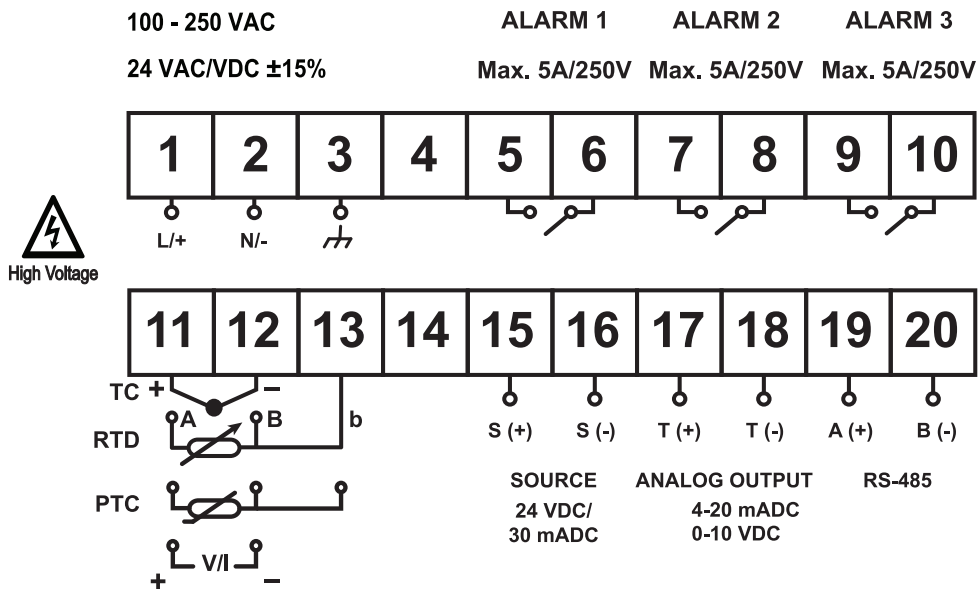 100 - 250 VAC ALARM 1 ALARM 2 ALARM 3
24 VAC/VDC ±15% Max. 5A/250V Max. 5A/250V Max. 5A/250V
1 2 3 4 5 6 7 8 9 10
L/+ N/-
High Voltage
11 12 13 14 15 16 17 18 19 20
TC + −
A B b
RTD S (+) S (-) T (+) T (-) A (+) B (-)
SOURCE ANALOG OUTPUT RS-485
PTC 24 VDC/ 4-20 mADC
30 mADC 0-10 VDC
V/I
+ −